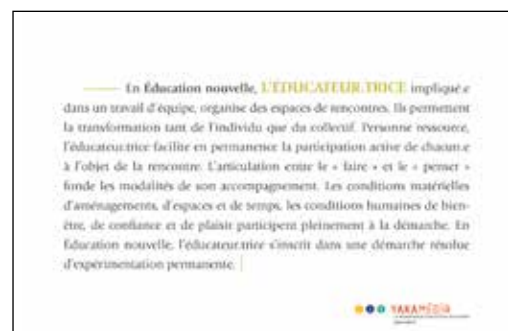 En Éducation nouvelle, L'ÉDUCATEUR.TRICE impliqué.e
dans un travail d'équipe, organise des espaces de rencontres. Ils permettent
la transformation tant de l'individu que du collectif. Personne ressource,
l'éducateur.trice facilite en permanence la participation active de chacun.e
à l'objet de la rencontre. L'articulation entre le « faire » et le « penser »
fonde les modalités de son accompagnement. Les conditions matérielles
d'aménagements, d'espaces et de temps, les conditions humaines de bien-
être, de confiance et de plaisir participent pleinement à la démarche. En
Éducation nouvelle, l'éducateur.trice s'inscrit dans une démarche résolue
d'expérimentation permanente.
YAKAMÉDIA